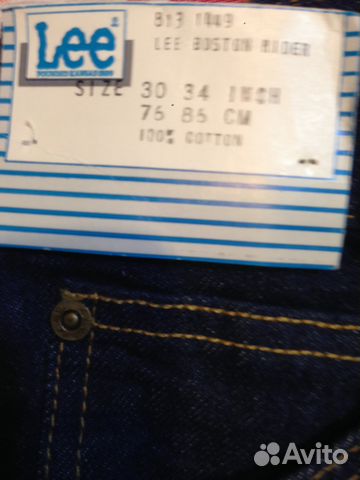 813 1449
Lee
LEE BOSTON RIDER
SIZE 30 34 INCH
76 86 CM
100% COTTON
Avito